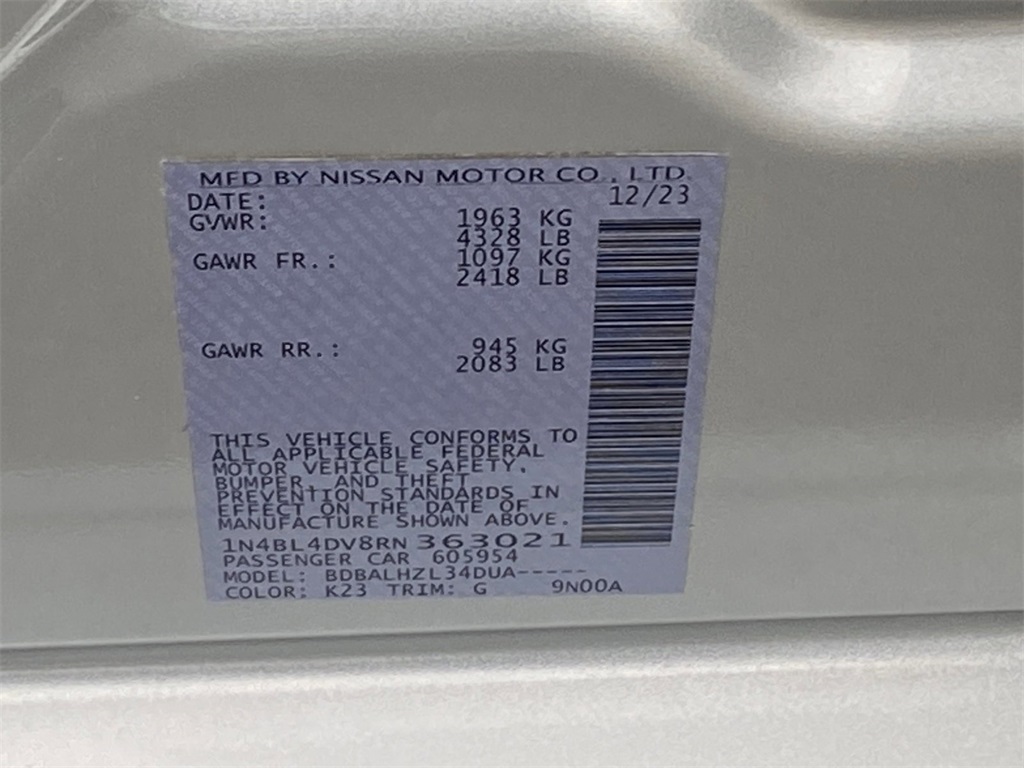 MFD BY NISSAN MOTOR CO., LTD.
DATE: 12/23
GVWR: 1963 KG
4328 LB
GAWR FR.: 1097 KG
2418 LB
GAWR RR.: 945 KG
2083 LB
THIS VEHICLE CONFORMS TO
ALL APPLICABLE FEDERAL
MOTOR VEHICLE SAFETY,
BUMPER, AND THEFT
PREVENTION STANDARDS IN
EFFECT ON THE DATE OF
MANUFACTURE SHOWN ABOVE.
1N4BL4DV8RN363021
PASSENGER CAR 605954
MODEL: BDBALHZL34DUA-----
COLOR: K23 TRIM: G 9N00A